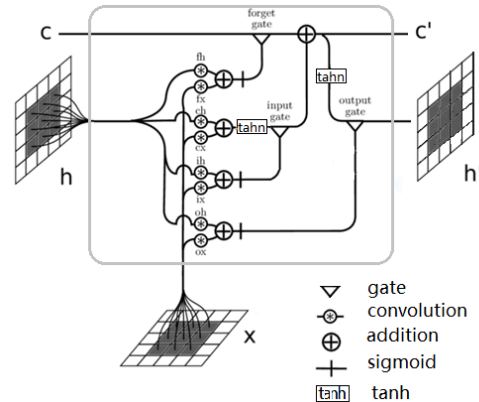 forget
gate
c
c'
fh
fx
tahn
ch
cx
tahn
input
gate
output
gate
ih
ix
h
h
oh
ox
x
gate
convolution
addition
sigmoid
tanh
tanh